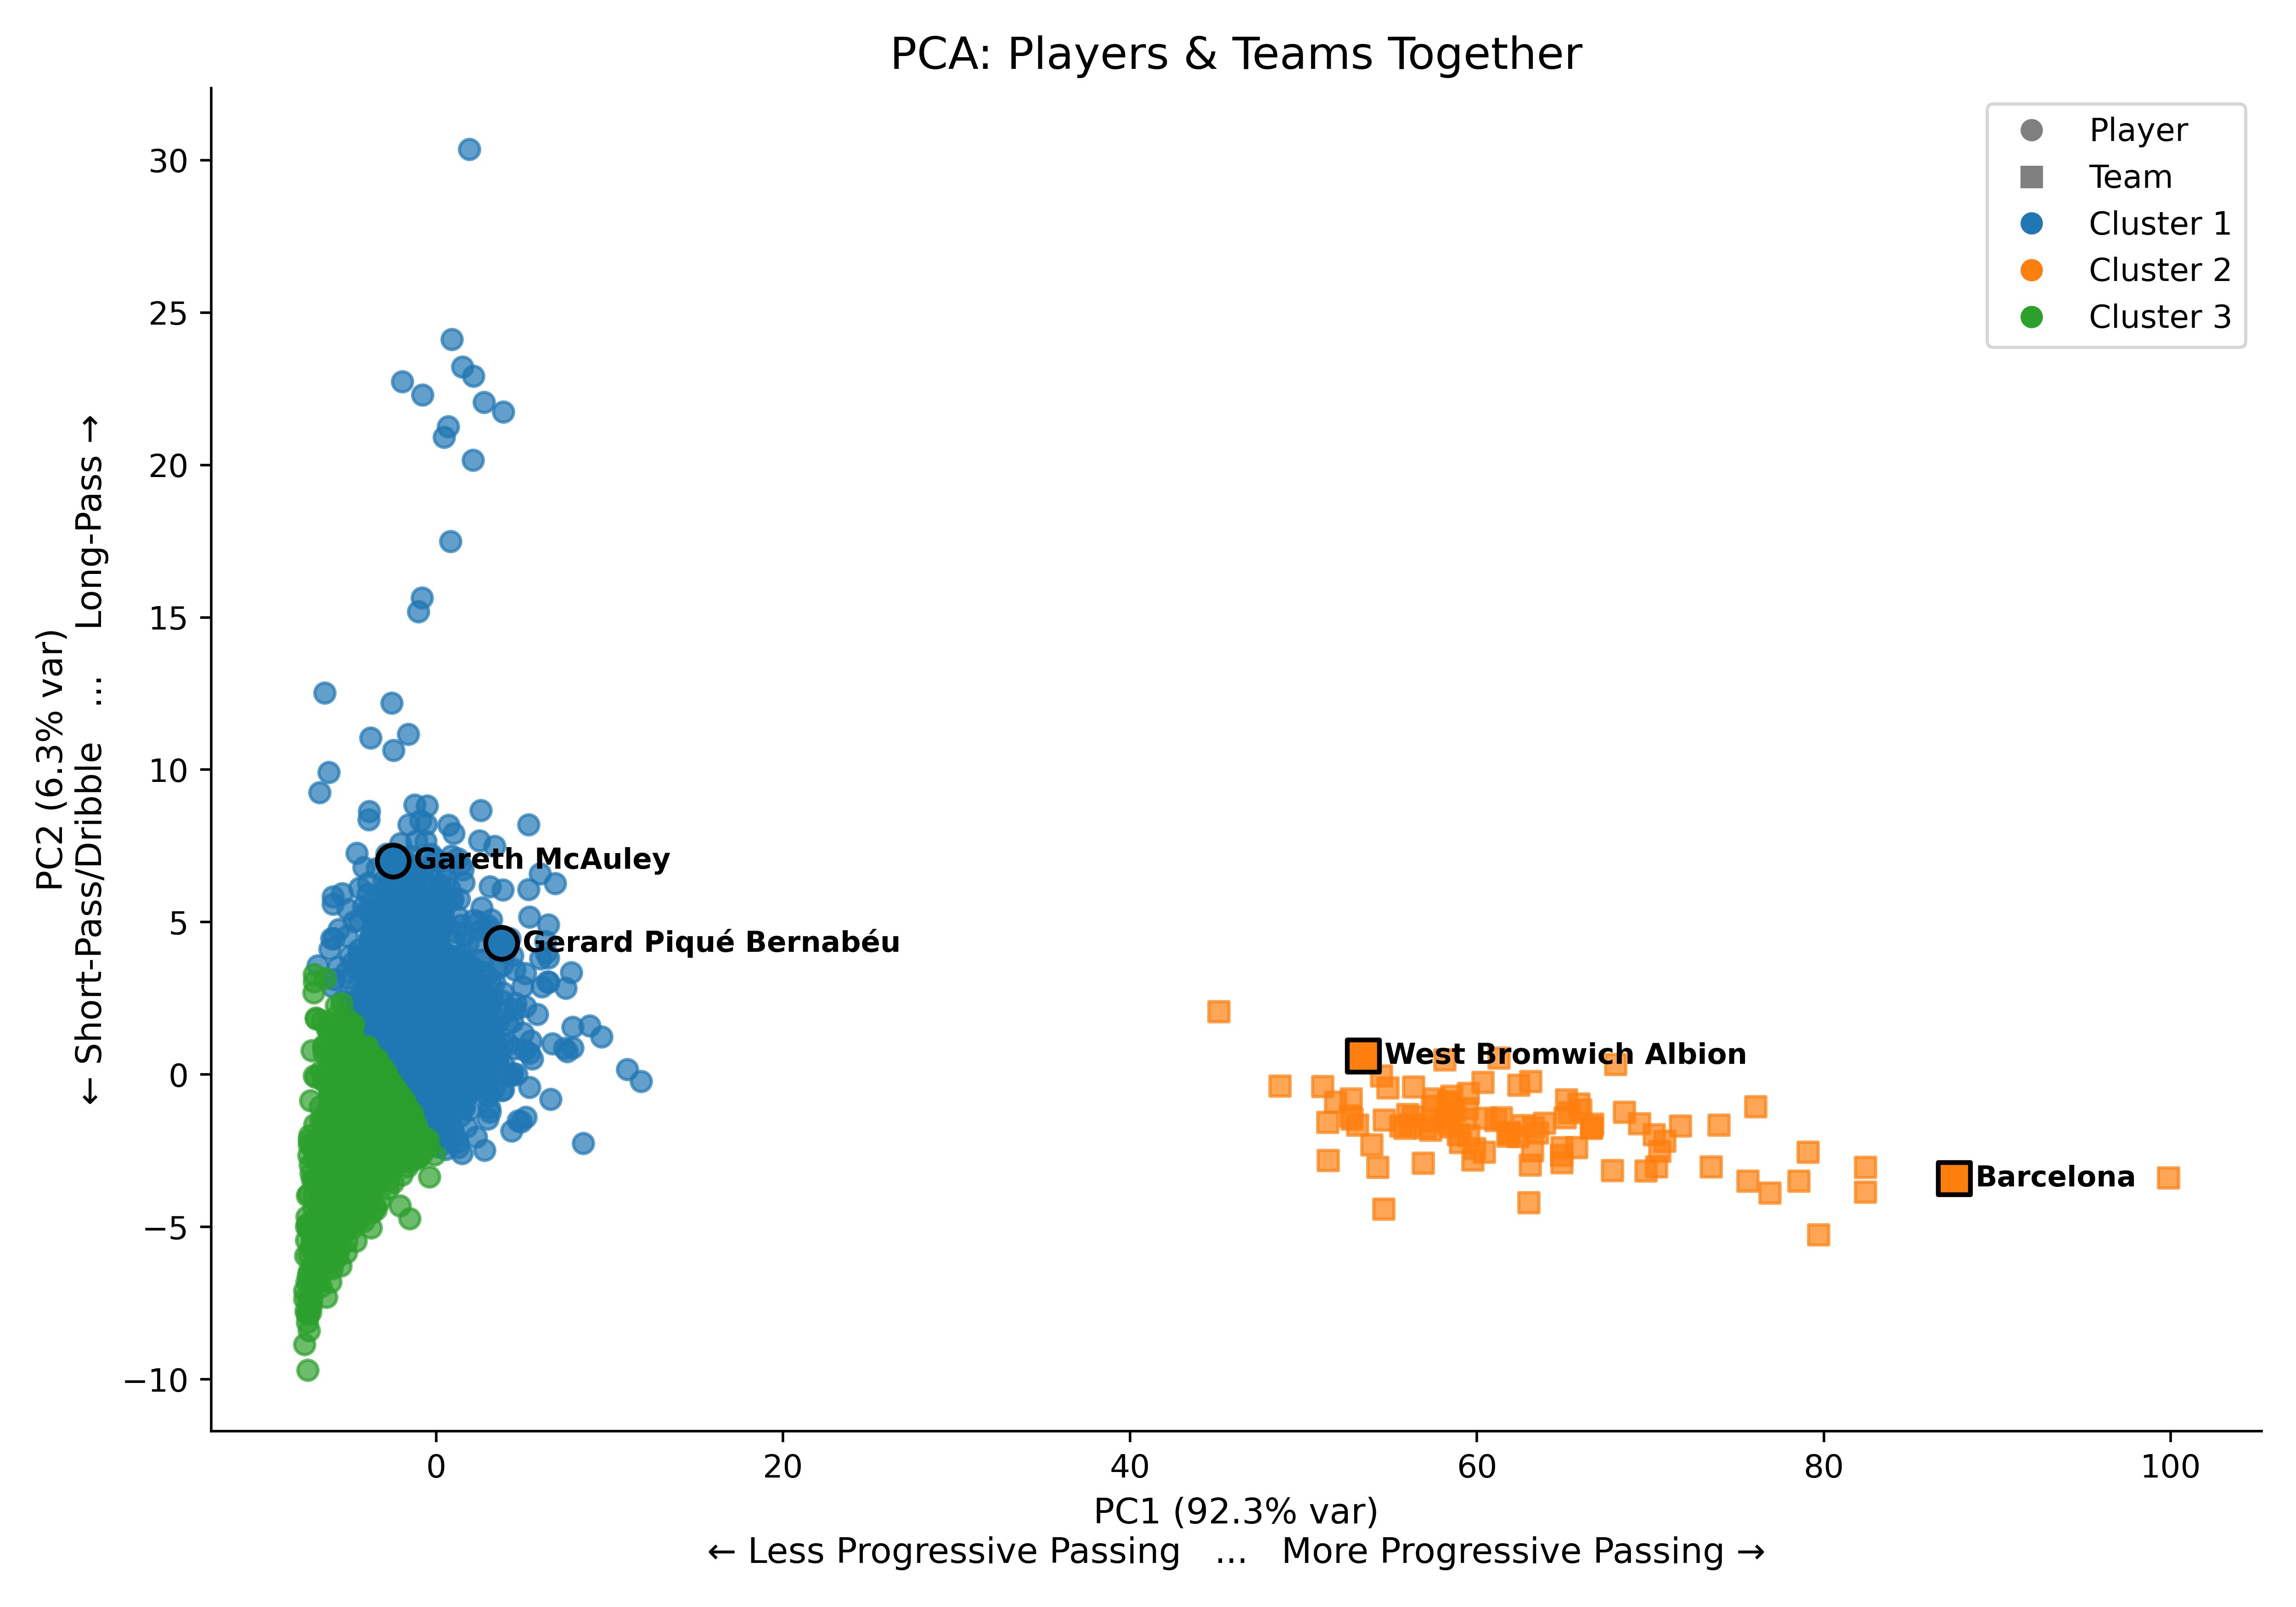 PCA: Players & Teams Together
Player
Team
Cluster 1
Cluster 2
Cluster 3
30
25
20
15
10
5
0
−5
−10
PC2 (6.3% var)
← Short-Pass/Dribble ... Long-Pass →
Gareth McAuley
Gerard Piqué Bernabéu
West Bromwich Albion
Barcelona
0 20 40 60 80 100
PC1 (92.3% var)
← Less Progressive Passing ... More Progressive Passing →